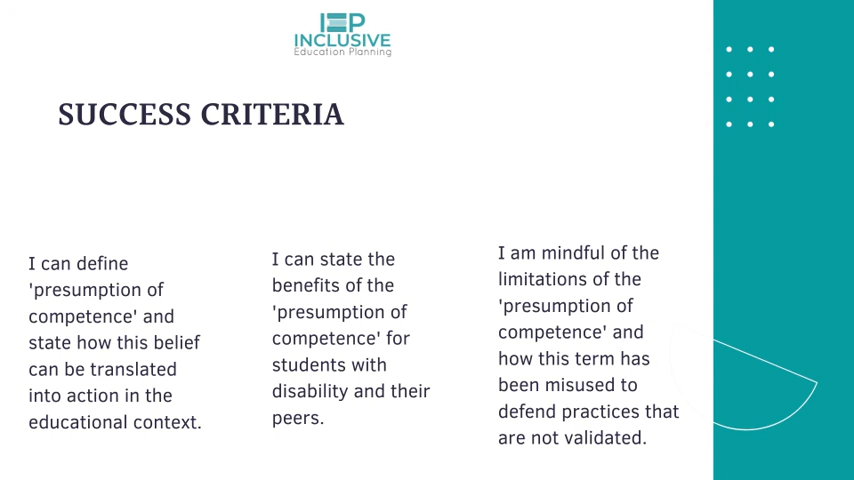 IEP
INCLUSIVE
Education Planning
SUCCESS CRITERIA
I can define
'presumption of
competence' and
state how this belief
can be translated
into action in the
educational context.
I can state the
benefits of the
'presumption of
competence' for
students with
disability and their
peers.
I am mindful of the
limitations of the
'presumption of
competence' and
how this term has
been misused to
defend practices that
are not validated.